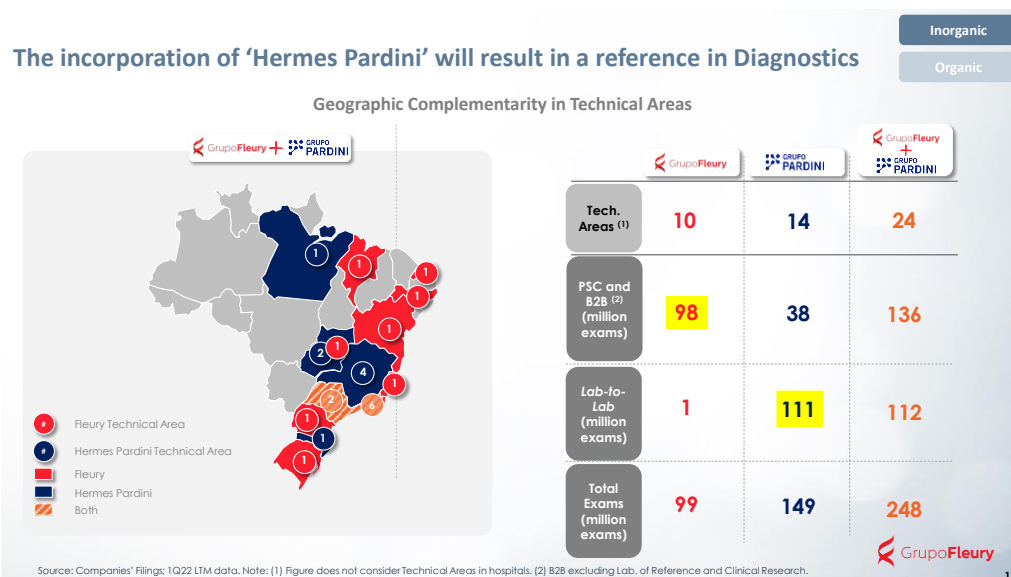 Inorganic
The incorporation of ‘Hermes Pardini’ will result in a reference in Diagnostics
Organic
Geographic Complementarity in Technical Areas
GrupoFleury + GRUPO PARDINI
1
1
1
1
1
2
1
4
1
2
6
1
1
1
# Fleury Technical Area
# Hermes Pardini Technical Area
Fleury
Hermes Pardini
Both
GrupoFleury
GRUPO PARDINI
GrupoFleury
+
GRUPO PARDINI
Tech.
Areas (1)
10 14 24
PSC and
B2B (2)
(million
exams)
98 38 136
Lab-to-
Lab
(million
exams)
1 111 112
Total
Exams
(million
exams)
99 149 248
GrupoFleury
Source: Companies’ Filings; 1Q22 LTM data. Note: (1) Figure does not consider Technical Areas in hospitals. (2) B2B excluding Lab. of Reference and Clinical Research.